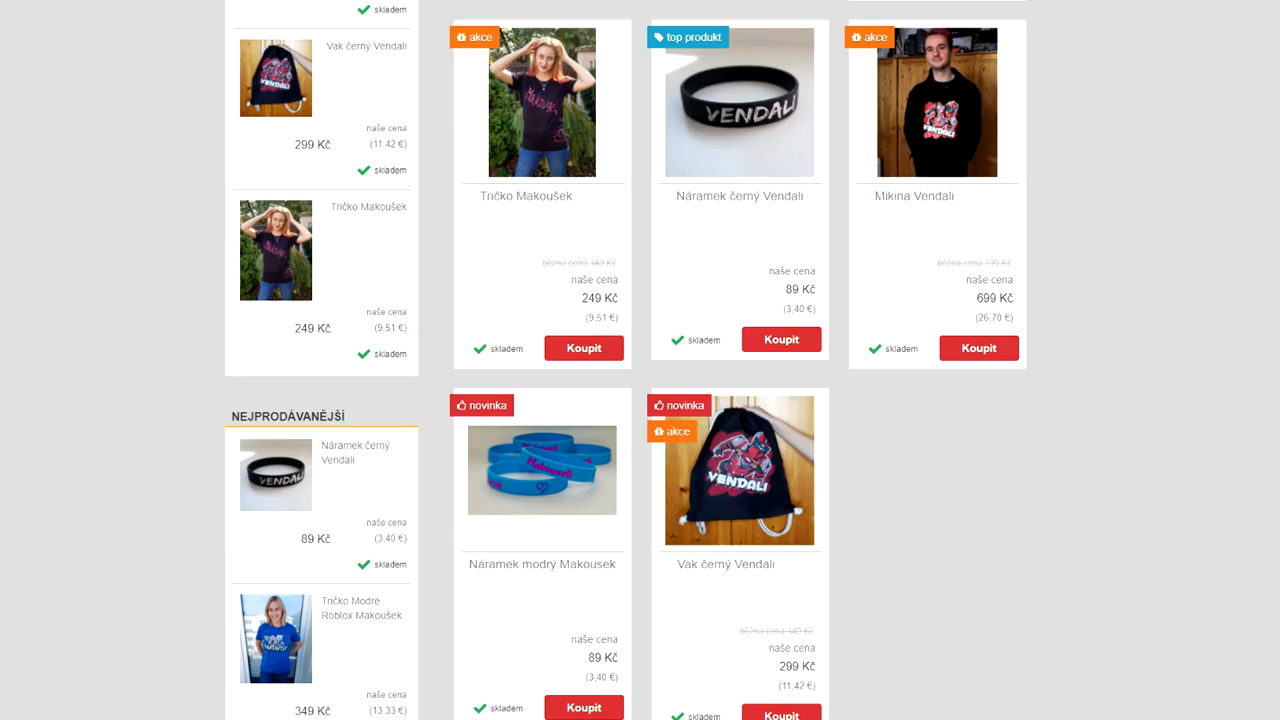 skladem
Vak černý Vendali
VENDALI
naše cena
299 Kč
(11.42 €)
skladem
Tričko Makoušek
naše cena
249 Kč
(9.51 €)
skladem
NEJPRODÁVANĚJŠÍ
Náramek černý
Vendali
VENDALI
naše cena
89 Kč
(3.40 €)
skladem
Tričko Modré
Roblox Makoušek
naše cena
349 Kč
(13.33 €)
akce
Tričko Makoušek
běžná cena 349 Kč
naše cena
249 Kč
(9,51 €)
skladem
Koupit
top produkt
VENDALI
Náramek černý Vendali
naše cena
89 Kč
(3,40 €)
skladem
Koupit
akce
VENDALI
Mikina Vendali
běžná cena 799 Kč
naše cena
699 Kč
(26,70 €)
skladem
Koupit
novinka
Makousek
Náramek modrý Makousek
naše cena
89 Kč
(3,40 €)
skladem
Koupit
novinka
akce
VENDALI
Vak černý Vendali
běžná cena 349 Kč
naše cena
299 Kč
(11.42 €)
skladem
Koupit